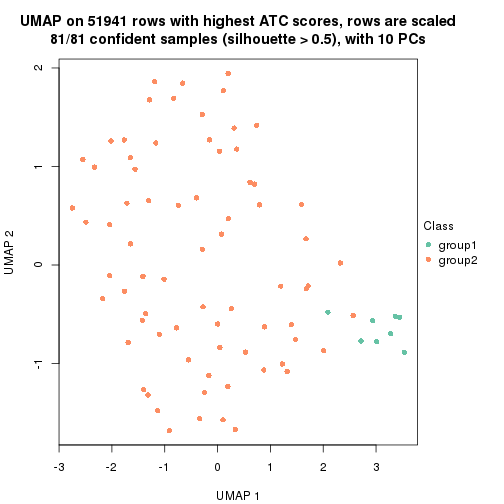 UMAP on 51941 rows with highest ATC scores, rows are scaled
81/81 confident samples (silhouette > 0.5), with 10 PCs
2
1
0
-1
UMAP 2
-3
-2
-1
0
1
2
3
UMAP 1
Class
group1
group2